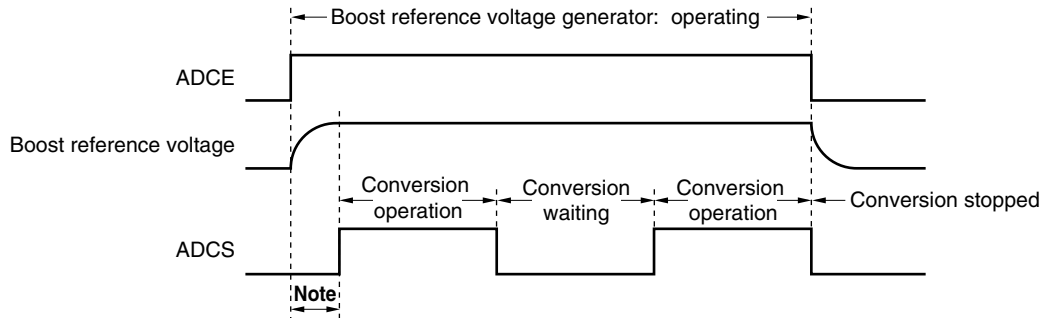 Boost reference voltage generator: operating
ADCE
Boost reference voltage
Conversion
operation
Conversion
waiting
Conversion
operation
Conversion stopped
ADCS
Note